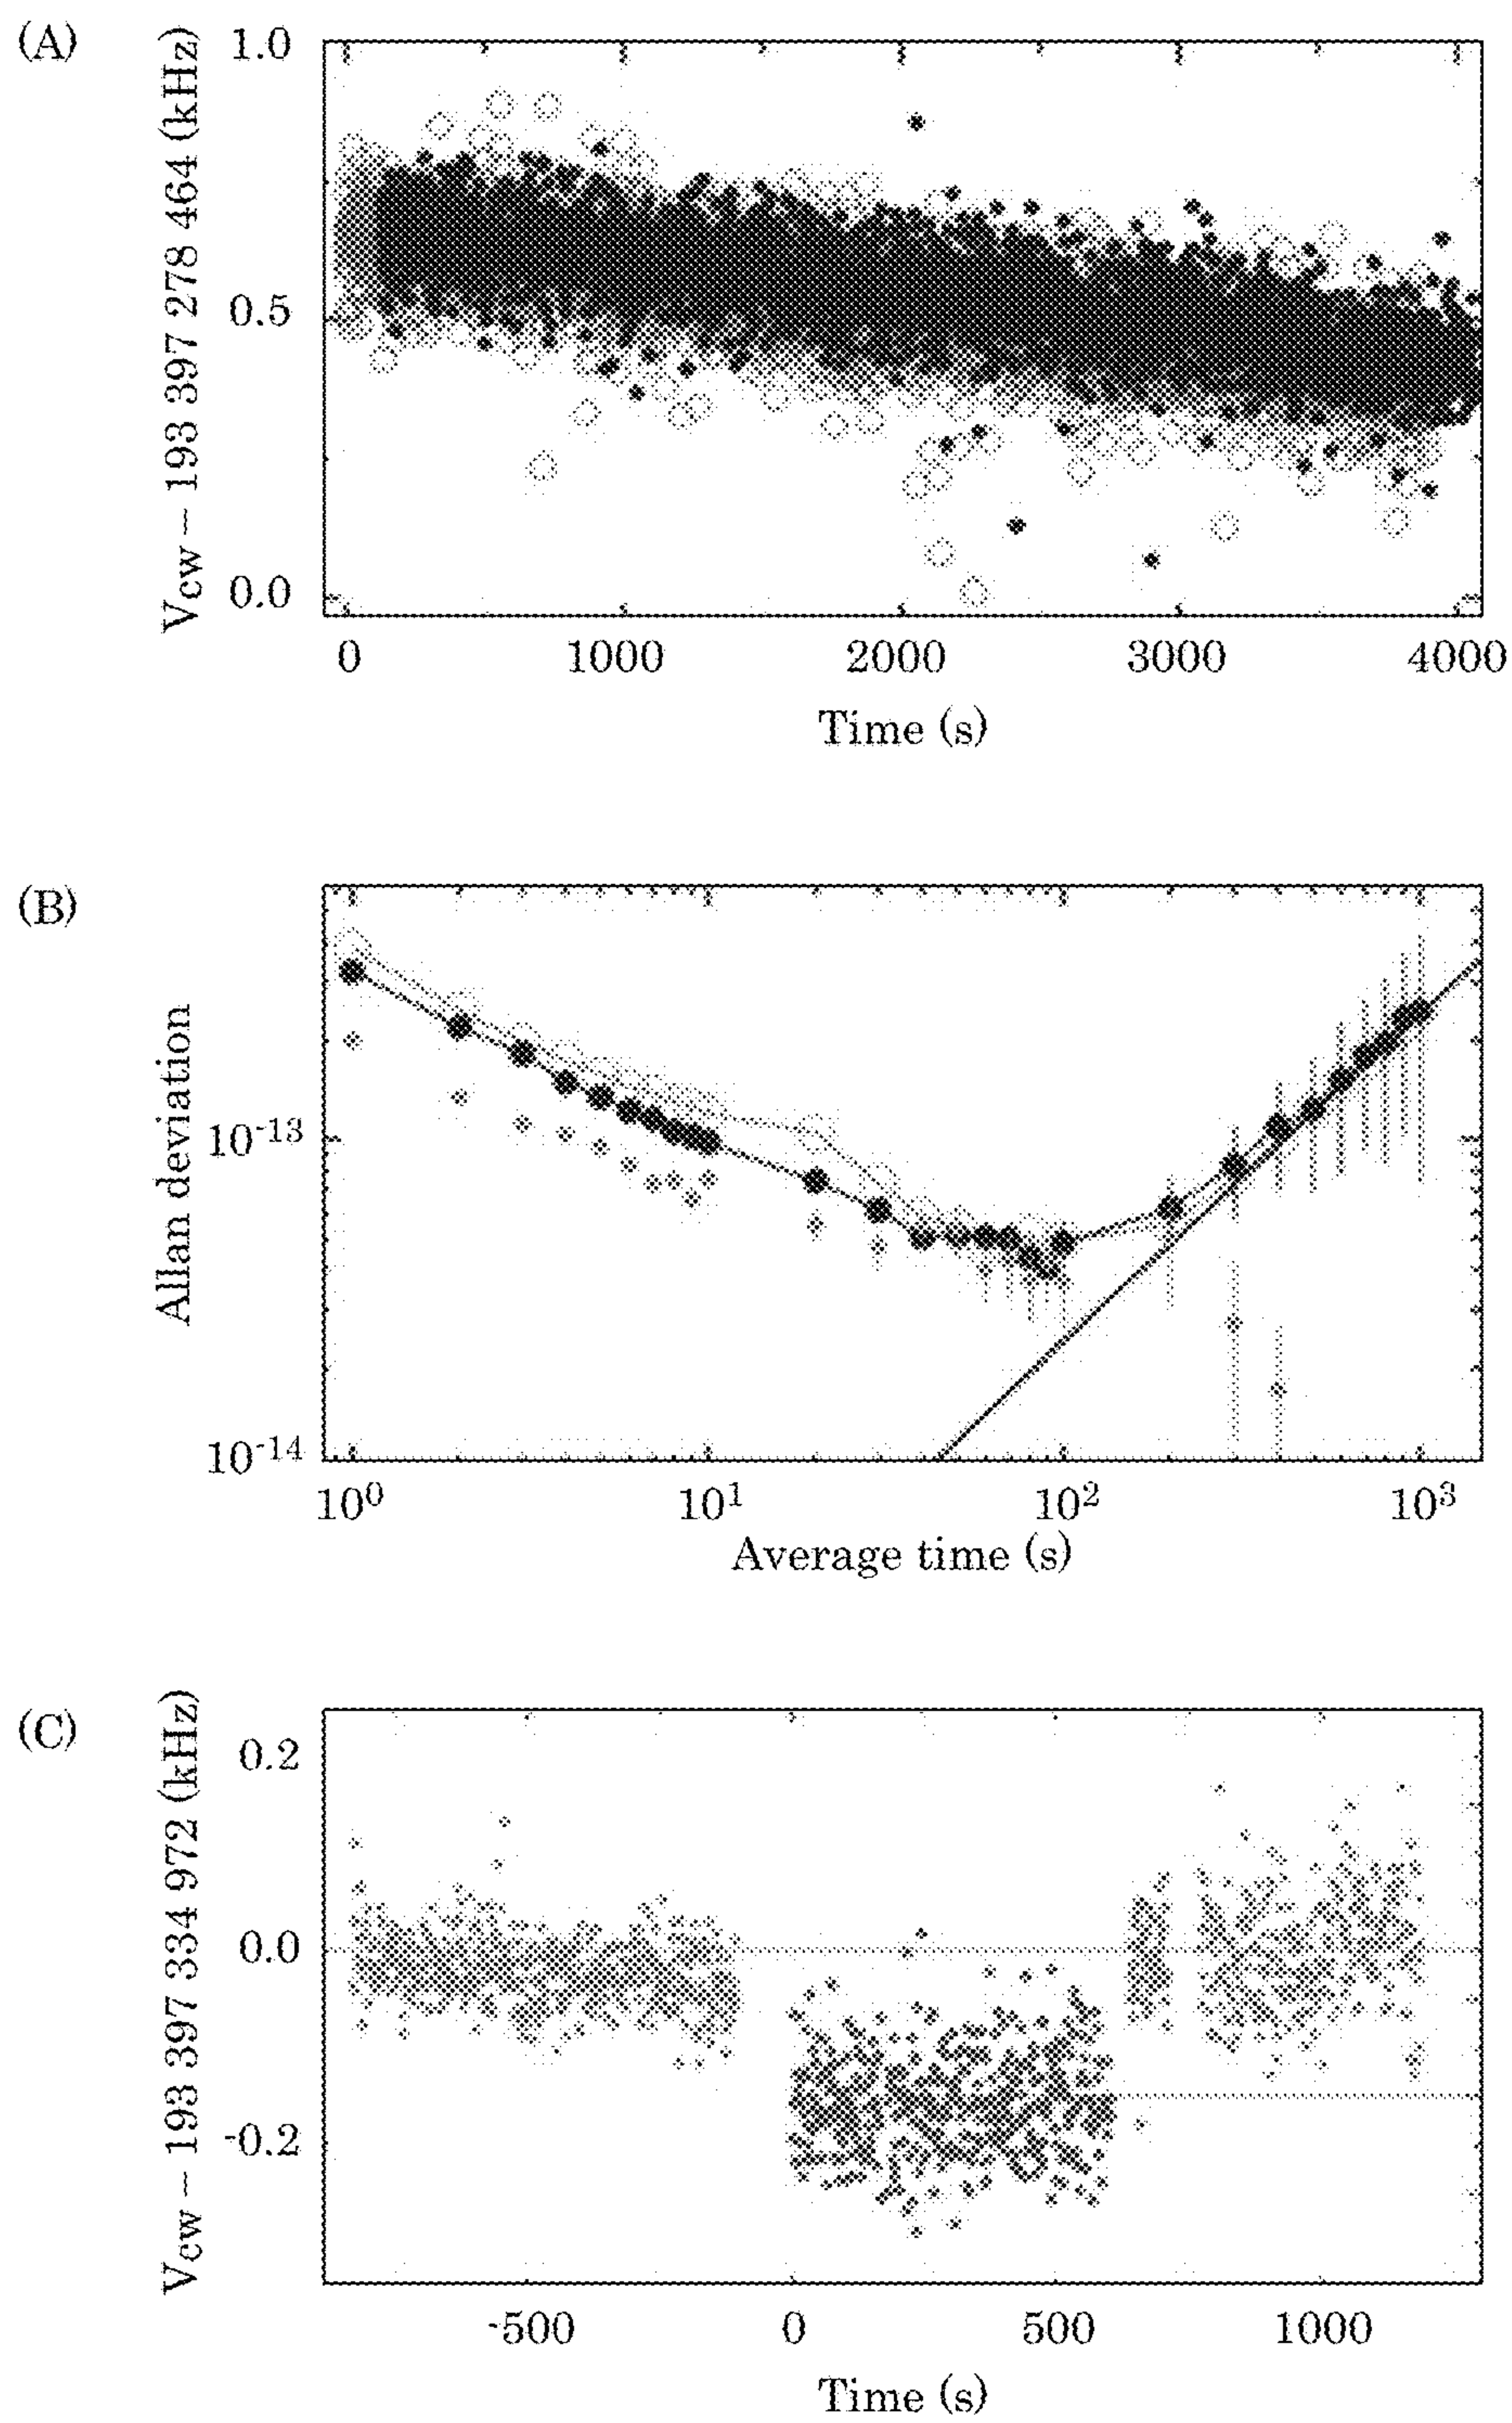 (A)
Vcw – 193 397 278 464 (kHz)
1.0
0.5
0.0
0 1000 2000 3000 4000
Time (s)
(B)
Allan deviation
10-13
10-14
10⁰ 10¹ 10² 10³
Average time (s)
(C)
Vcw – 193 397 334 972 (kHz)
0.2
0.0
-0.2
-500 0 500 1000
Time (s)